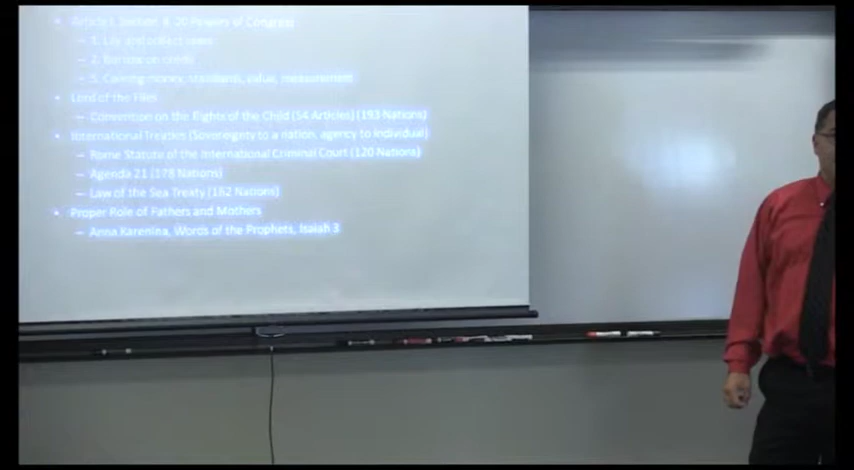 Article I, Section 8, 20 Powers of Congress
– 1. Lay and collect taxes
– 2. Borrow on credit
– 5. Coining money, standards, value, measurement
• Lord of the Flies
– Convention on the Rights of the Child (54 Articles) (193 Nations)
• International Treaties (Sovereignty to a nation, agency to individual)
– Rome Statute of the International Criminal Court (120 Nations)
– Agenda 21 (178 Nations)
– Law of the Sea Treaty (162 Nations)
• Proper Role of Fathers and Mothers
– Anna Karenina, Words of the Prophets, Isaiah 3